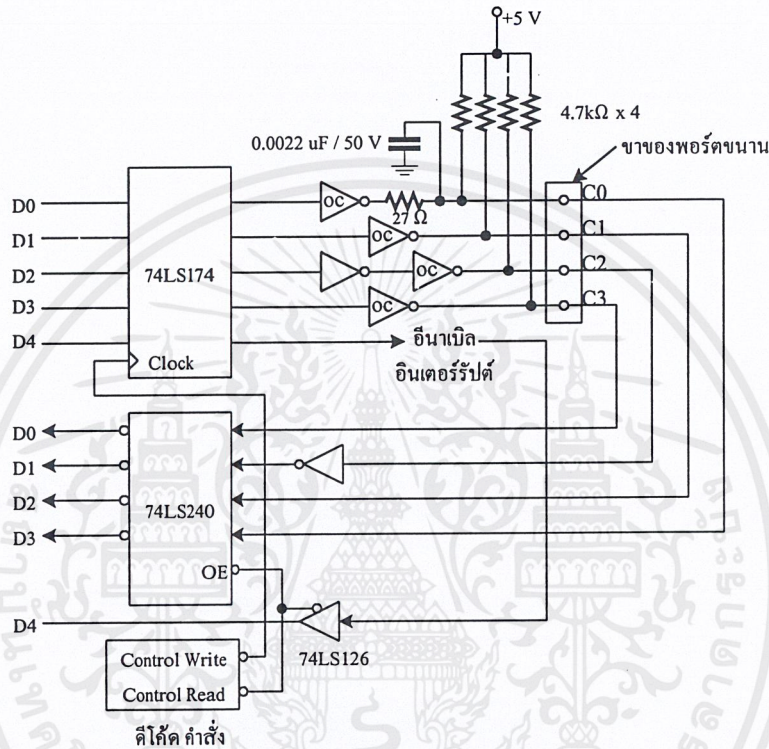 +5 V
4.7kΩ x 4
0.0022 uF / 50 V
ขาของพอร์ตขนาน
D0
OC
27 Ω
C0
D1
OC
C1
D2
74LS174
OC
C2
D3
OC
C3
D4
อีนาเบิล
Clock
อินเตอร์รัปต์
D0
D1
D2
74LS240
D3
OE
D4
74LS126
Control Write
Control Read
ดีโค้ด คำสั่ง